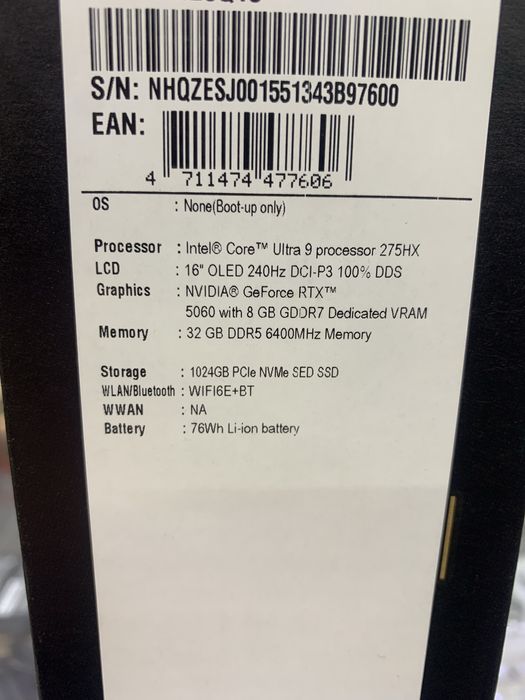 S/N: NHQZESJ001551343B97600
EAN:
4 711474 477606
OS : None(Boot-up only)
Processor : Intel® Core™ Ultra 9 processor 275HX
LCD : 16" OLED 240Hz DCI-P3 100% DDS
Graphics : NVIDIA® GeForce RTX™
5060 with 8 GB GDDR7 Dedicated VRAM
Memory : 32 GB DDR5 6400MHz Memory
Storage : 1024GB PCIe NVMe SED SSD
WLAN/Bluetooth : WIFI6E+BT
WWAN : NA
Battery : 76Wh Li-ion battery